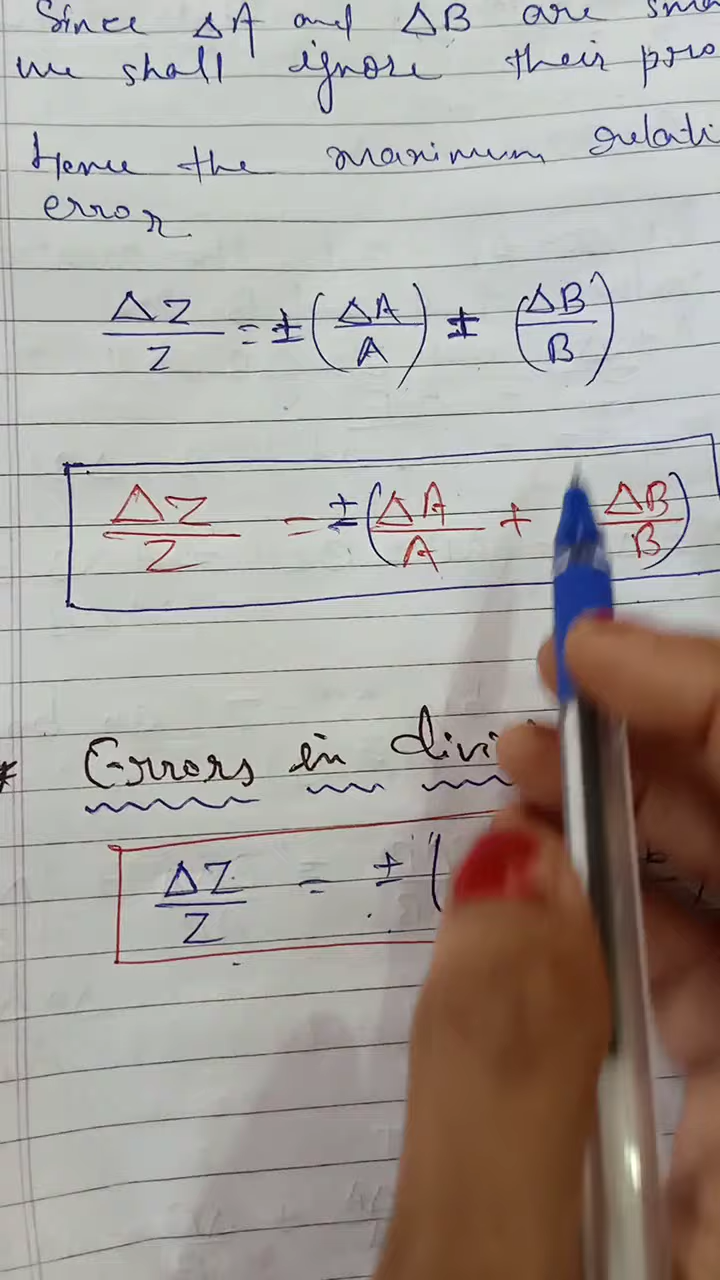 Since ΔA and ΔB are
we shall ignore their
Hence the maximum
error
ΔZ/Z = ± (ΔA/A) ± (ΔB/B)
ΔZ/Z = ± (ΔA/A + ΔB/B)
* Errors in
ΔZ/Z = ± (